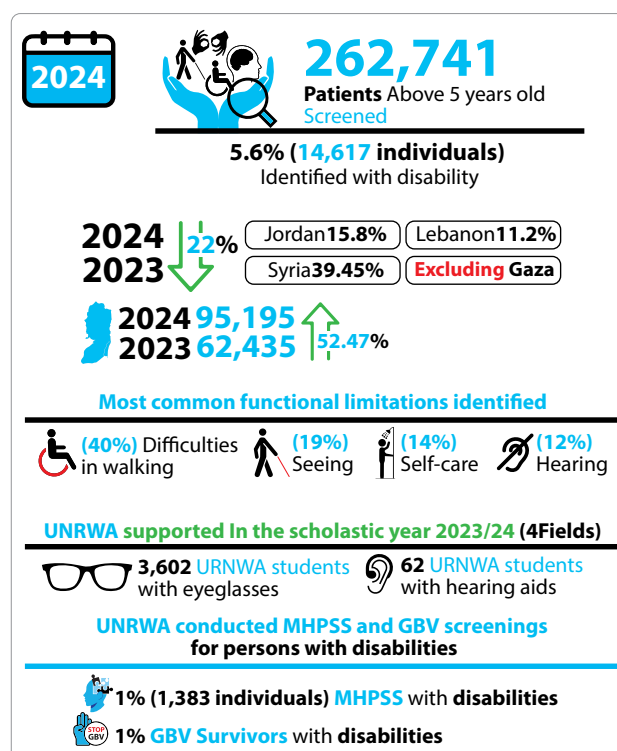 2024
262,741
Patients Above 5 years old
Screened
5.6% (14,617 individuals)
Identified with disability
2024
2023
22%
Jordan15.8%
Lebanon11.2%
Syria39.45%
Excluding Gaza
2024 95,195
2023 62,435
52.47%
Most common functional limitations identified
(40%) Difficulties
in walking
(19%)
Seeing
(14%)
Self-care
(12%)
Hearing
UNRWA supported In the scholastic year 2023/24 (4Fields)
3,602 URNWA students
with eyeglasses
62 URNWA students
with hearing aids
UNRWA conducted MHPSS and GBV screenings
for persons with disabilities
1% (1,383 individuals) MHPSS with disabilities
STOP
GBV
1% GBV Survivors with disabilities